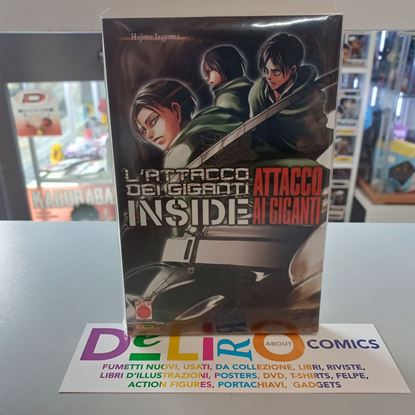 Hajime Isayama
L'ATTACCO
DEI GIGANTI
INSIDE
ATTACCO
AI GIGANTI
KAGURABA
DELIRO ABOUT COMICS
FUMETTI NUOVI, USATI, DA COLLEZIONE, LIBRI, RIVISTE,
LIBRI D'ILLUSTRAZIONI, POSTERS, DVD, T-SHIRTS, FELPE,
ACTION FIGURES, PORTACHIAVI, GADGETS